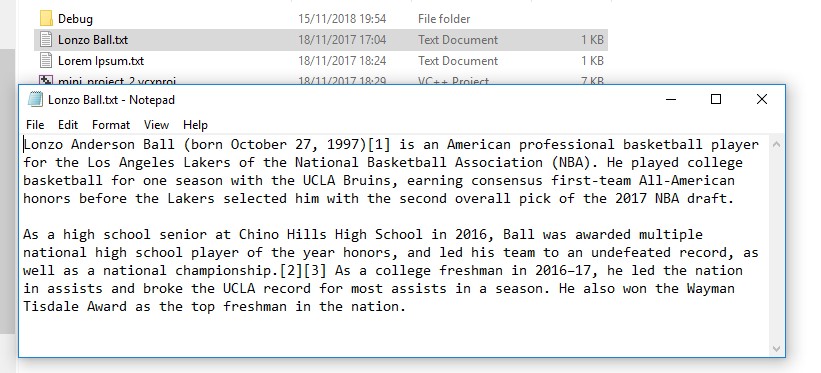 Debug 15/11/2018 19:54 File folder
Lonzo Ball.txt 18/11/2017 17:04 Text Document 1 KB
Lorem Ipsum.txt 18/11/2017 18:24 Text Document 1 KB
mini_project_2.vcxproj 18/11/2017 18:29 VC++ Project 7 KB
Lonzo Ball.txt - Notepad
File Edit Format View Help
Lonzo Anderson Ball (born October 27, 1997)[1] is an American professional basketball player
for the Los Angeles Lakers of the National Basketball Association (NBA). He played college
basketball for one season with the UCLA Bruins, earning consensus first-team All-American
honors before the Lakers selected him with the second overall pick of the 2017 NBA draft.
As a high school senior at Chino Hills High School in 2016, Ball was awarded multiple
national high school player of the year honors, and led his team to an undefeated record, as
well as a national championship.[2][3] As a college freshman in 2016–17, he led the nation
in assists and broke the UCLA record for most assists in a season. He also won the Wayman
Tisdale Award as the top freshman in the nation.